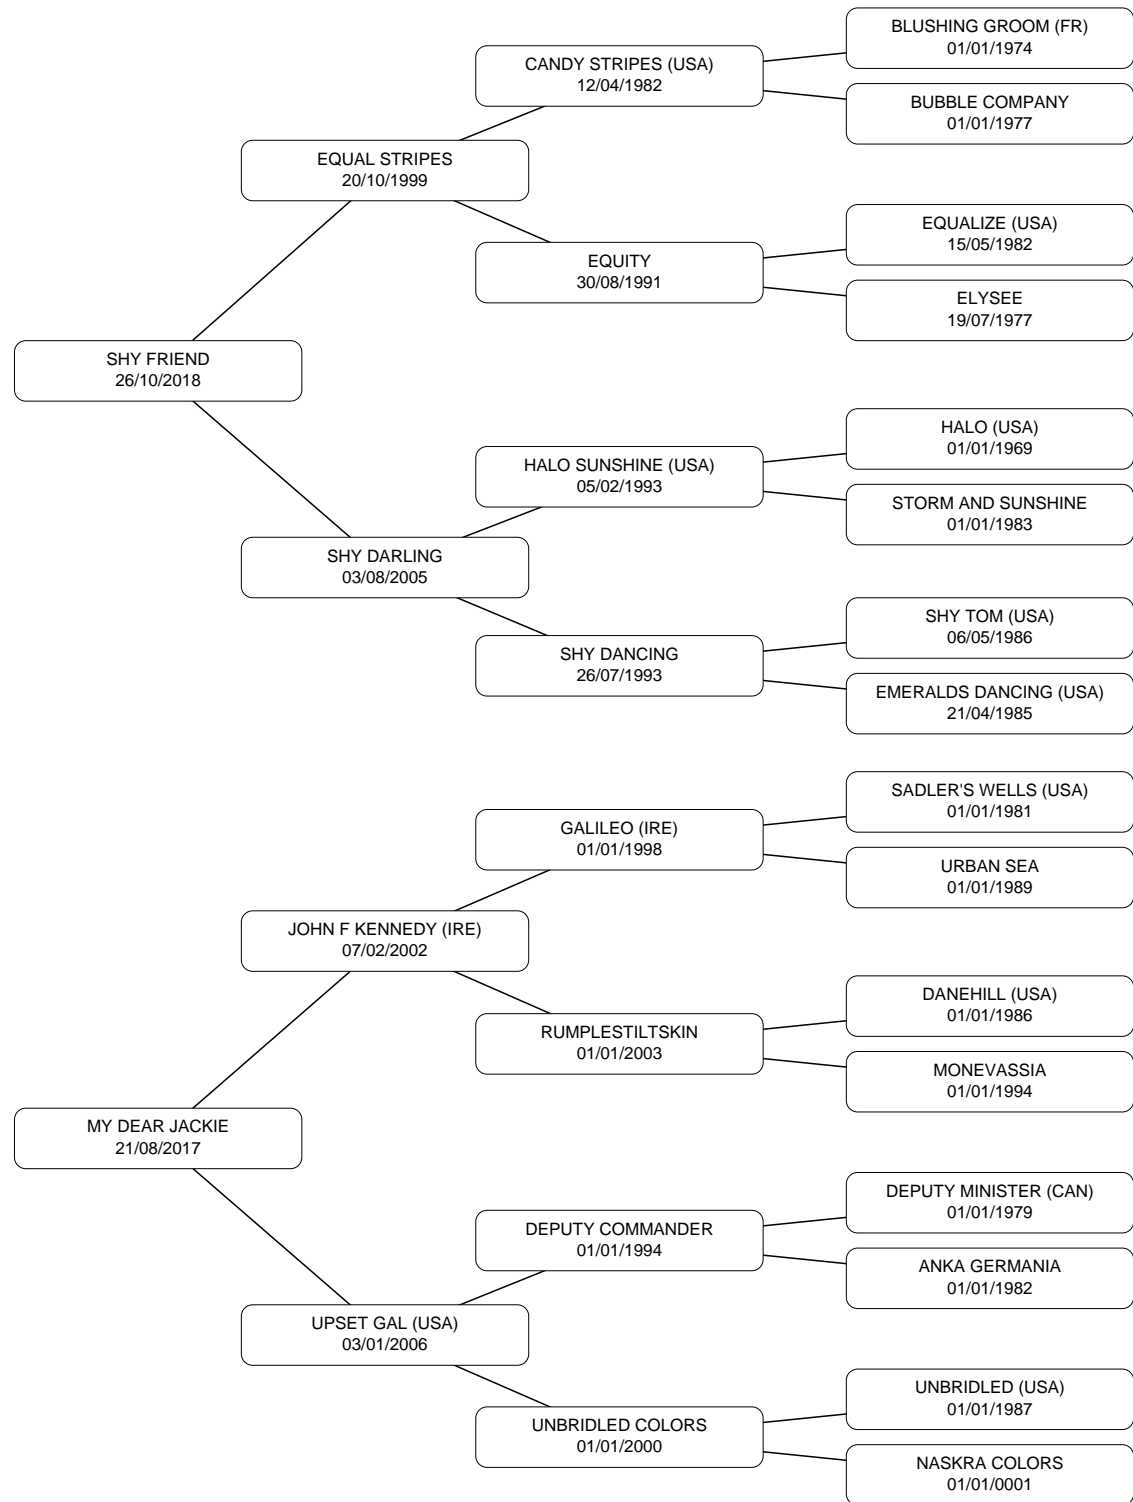 BLUSHING GROOM (FR)
01/01/1974
CANDY STRIPES (USA)
12/04/1982
BUBBLE COMPANY
01/01/1977
EQUAL STRIPES
20/10/1999
EQUALIZE (USA)
15/05/1982
EQUITY
30/08/1991
ELYSEE
19/07/1977
SHY FRIEND
26/10/2018
HALO (USA)
01/01/1969
HALO SUNSHINE (USA)
05/02/1993
STORM AND SUNSHINE
01/01/1983
SHY DARLING
03/08/2005
SHY TOM (USA)
06/05/1986
SHY DANCING
26/07/1993
EMERALDS DANCING (USA)
21/04/1985
SADLER'S WELLS (USA)
01/01/1981
GALILEO (IRE)
01/01/1998
URBAN SEA
01/01/1989
JOHN F KENNEDY (IRE)
07/02/2002
DANEHILL (USA)
01/01/1986
RUMPLESTILTSKIN
01/01/2003
MONEVASSIA
01/01/1994
MY DEAR JACKIE
21/08/2017
DEPUTY MINISTER (CAN)
01/01/1979
DEPUTY COMMANDER
01/01/1994
ANKA GERMANIA
01/01/1982
UPSET GAL (USA)
03/01/2006
UNBRIDLED (USA)
01/01/1987
UNBRIDLED COLORS
01/01/2000
NASKRA COLORS
01/01/0001